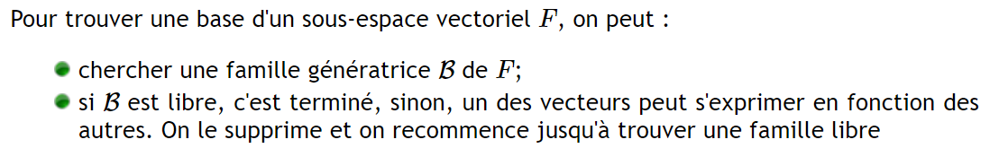 Pour trouver une base d'un sous-espace vectoriel F, on peut :
chercher une famille génératrice ℬ de F;
si ℬ est libre, c'est terminé, sinon, un des vecteurs peut s'exprimer en fonction des
autres. On le supprime et on recommence jusqu'à trouver une famille libre